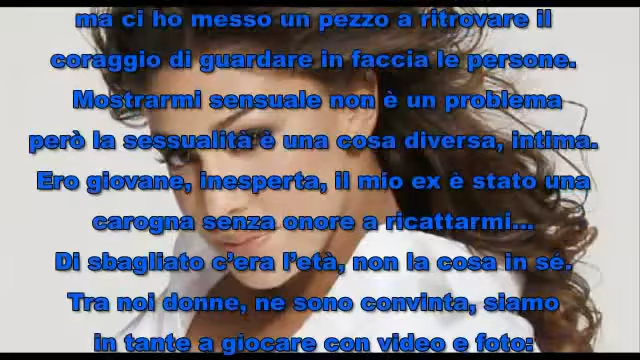 ma ci ho messo un pezzo a ritrovare il
coraggio di guardare in faccia le persone.
Mostrarmi sensuale non è un problema
però la sessualità è una cosa diversa, intima.
Ero giovane, inesperta, il mio ex è stato una
carogna senza onore a ricattarmi...
Di sbagliato c'era l'età, non la cosa in sé.
Tra noi donne, ne sono convinta, siamo
in tante a giocare con video e foto: